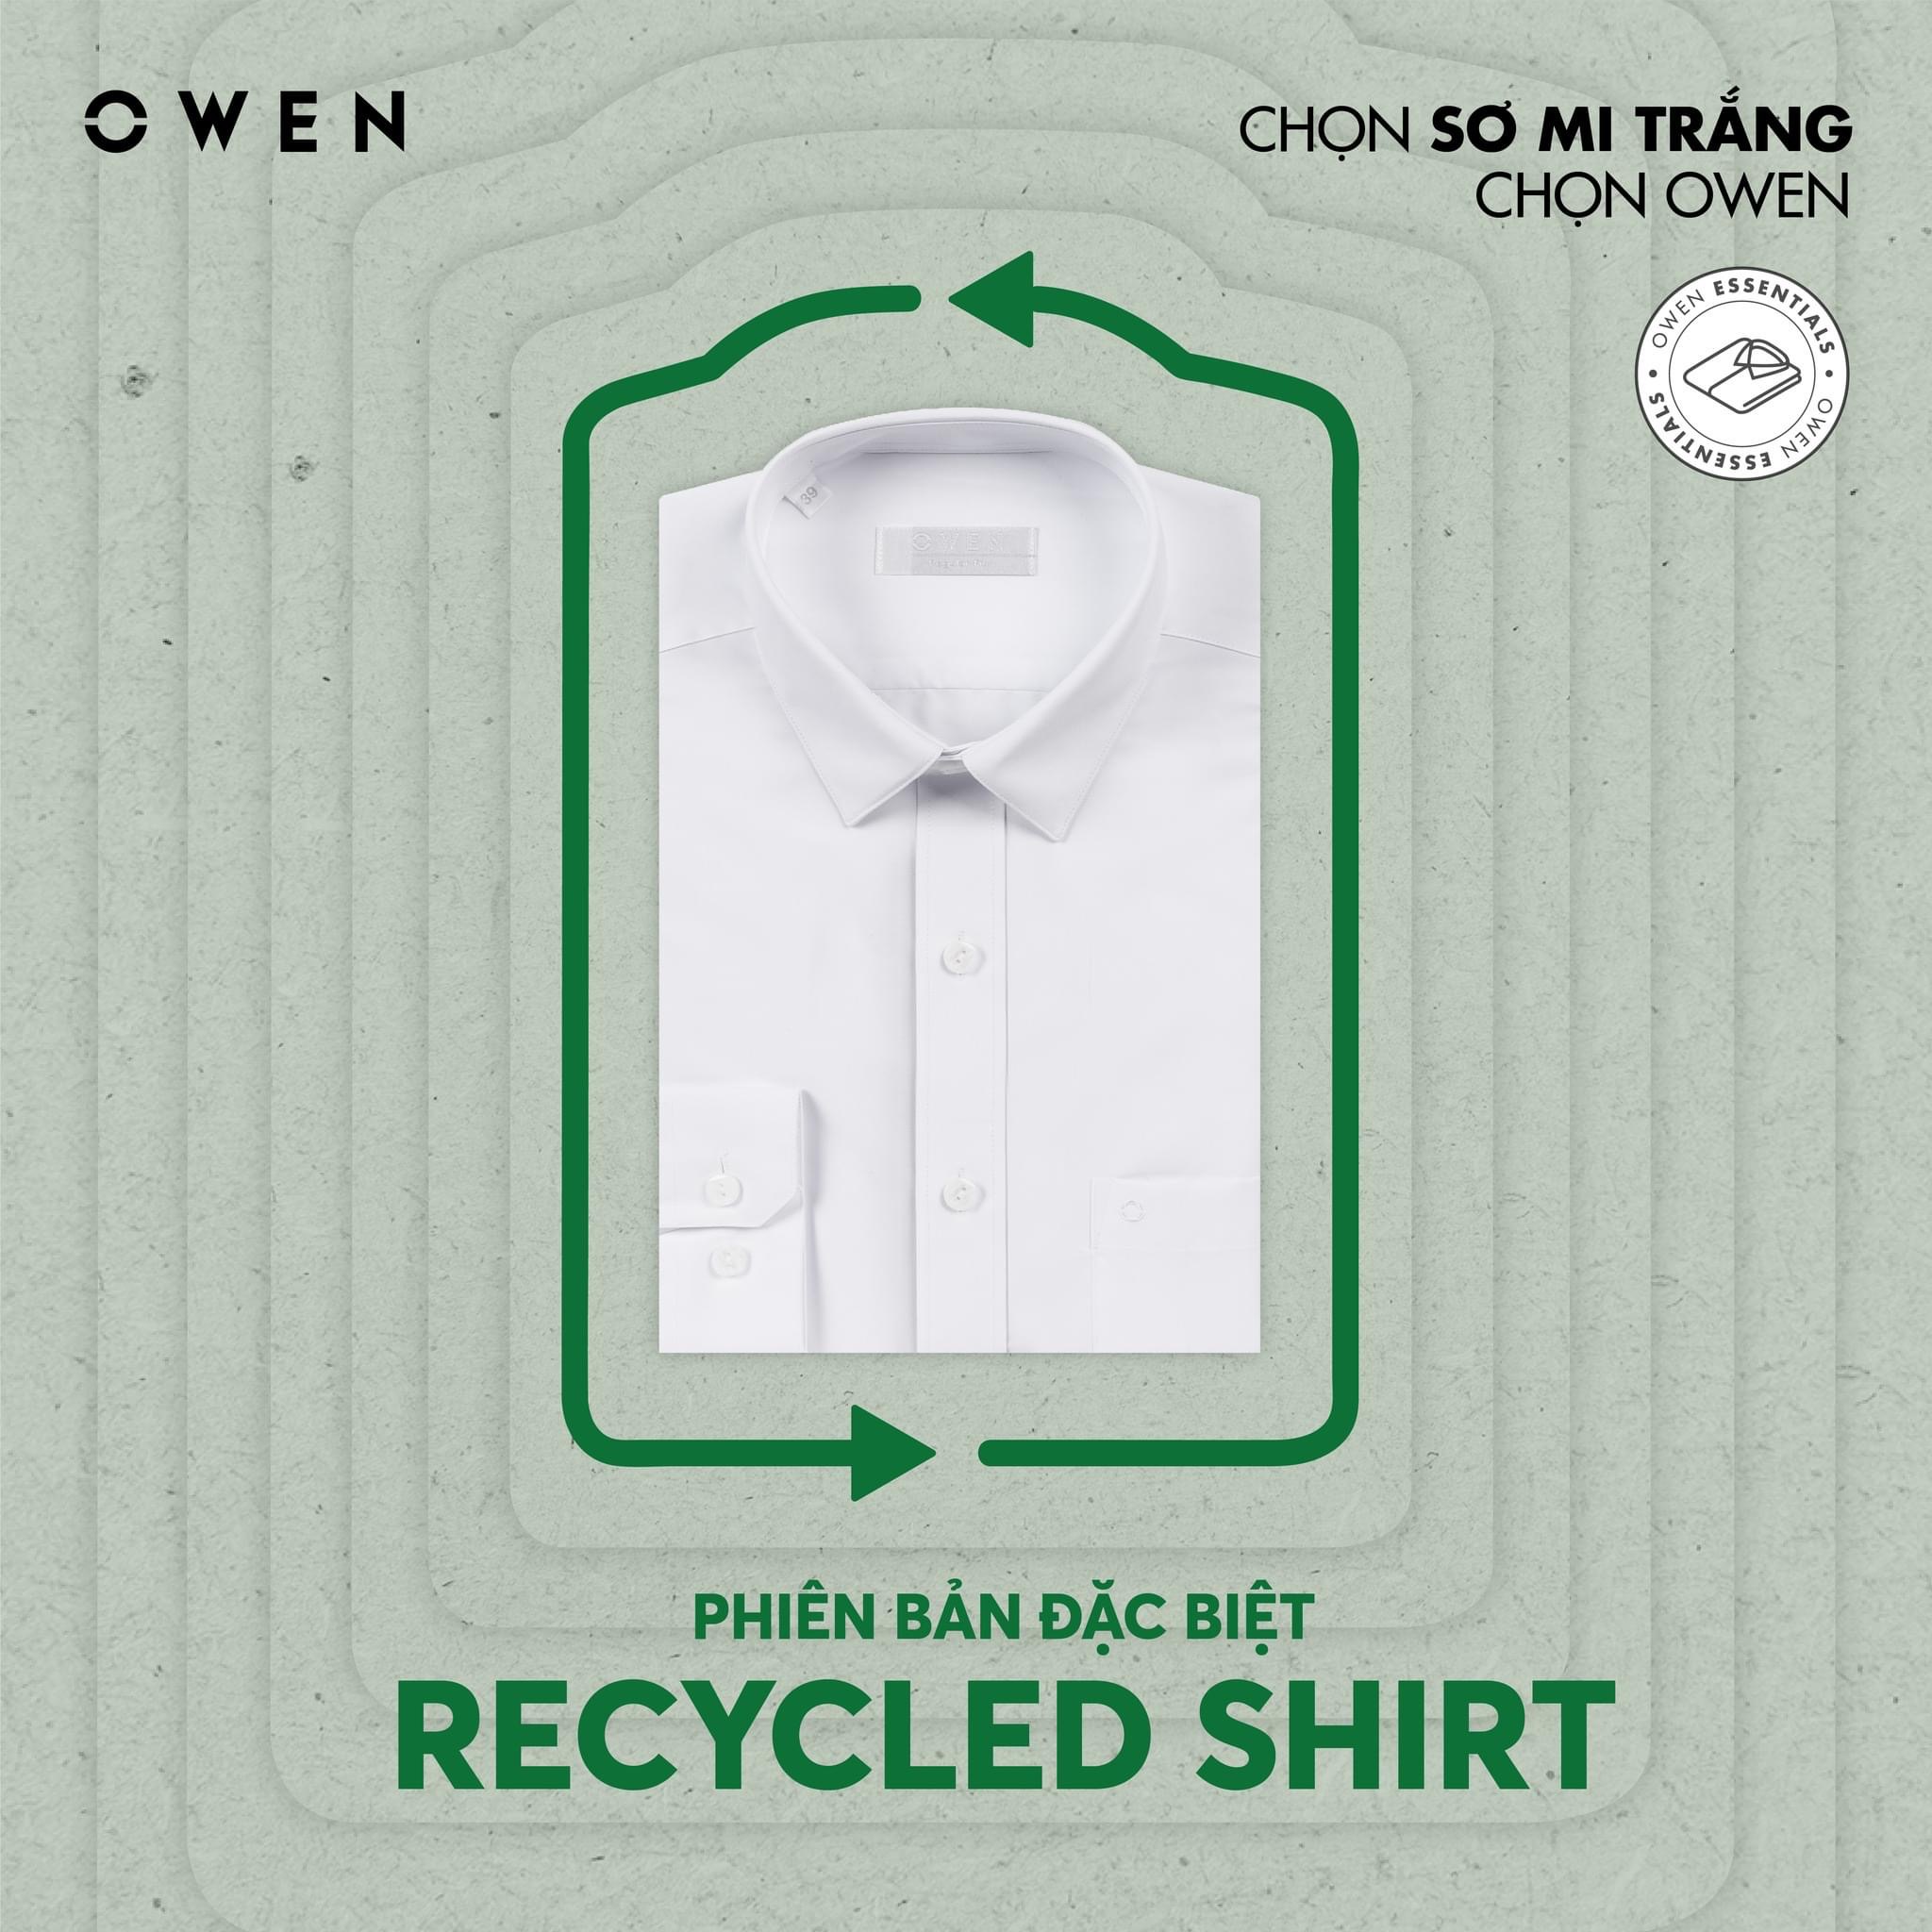 OWEN
CHỌN SƠ MI TRẮNG
CHỌN OWEN
OWEN ESSENTIALS • OWEN ESSENTIALS •
39
OWEN
PHIÊN BẢN ĐẶC BIỆT
RECYCLED SHIRT